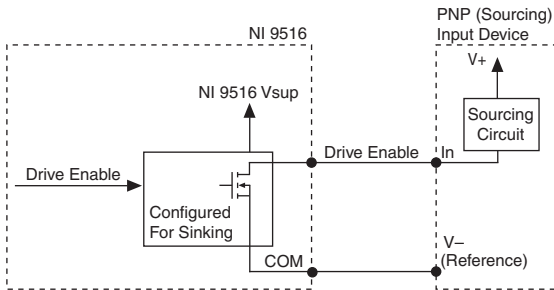 NI 9516
PNP (Sourcing)
Input Device
V+
NI 9516 Vsup
Sourcing
Circuit
Drive Enable
In
Drive Enable
Configured
For Sinking
COM
V–
(Reference)